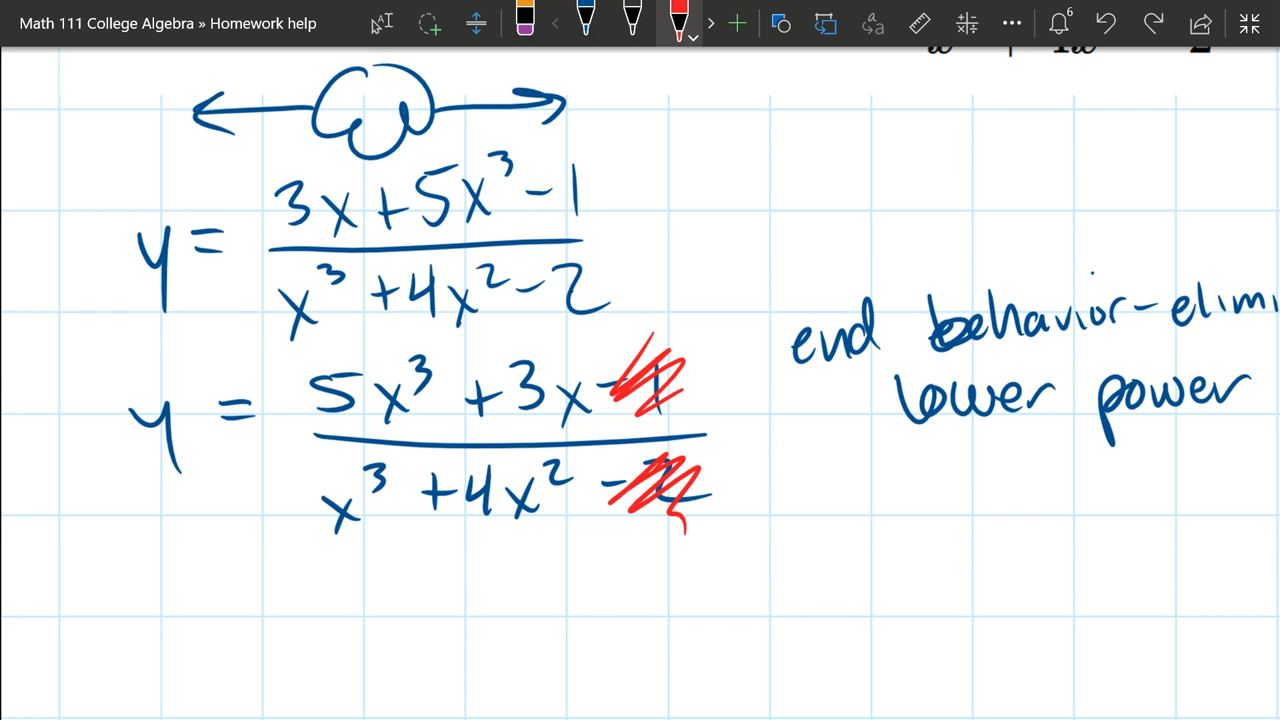 Math 111 College Algebra » Homework help
6
y = (3x + 5x³ - 1) / (x³ + 4x² - 2)
end behavior - elimi
lower power
y = (5x³ + 3x - 1) / (x³ + 4x² - 2)